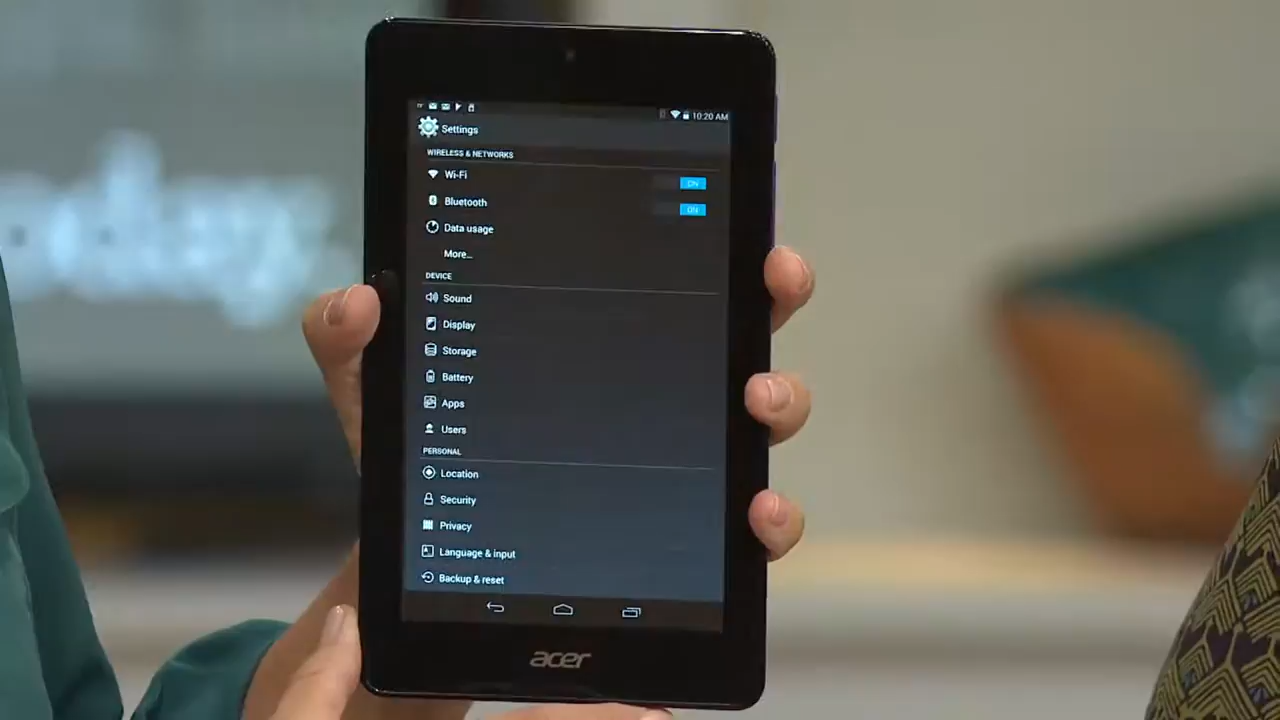 10:20 AM
Settings
WIRELESS & NETWORKS
Wi-Fi
ON
Bluetooth
ON
Data usage
More...
DEVICE
Sound
Display
Storage
Battery
Apps
Users
PERSONAL
Location
Security
Privacy
Language & input
Backup & reset
acer